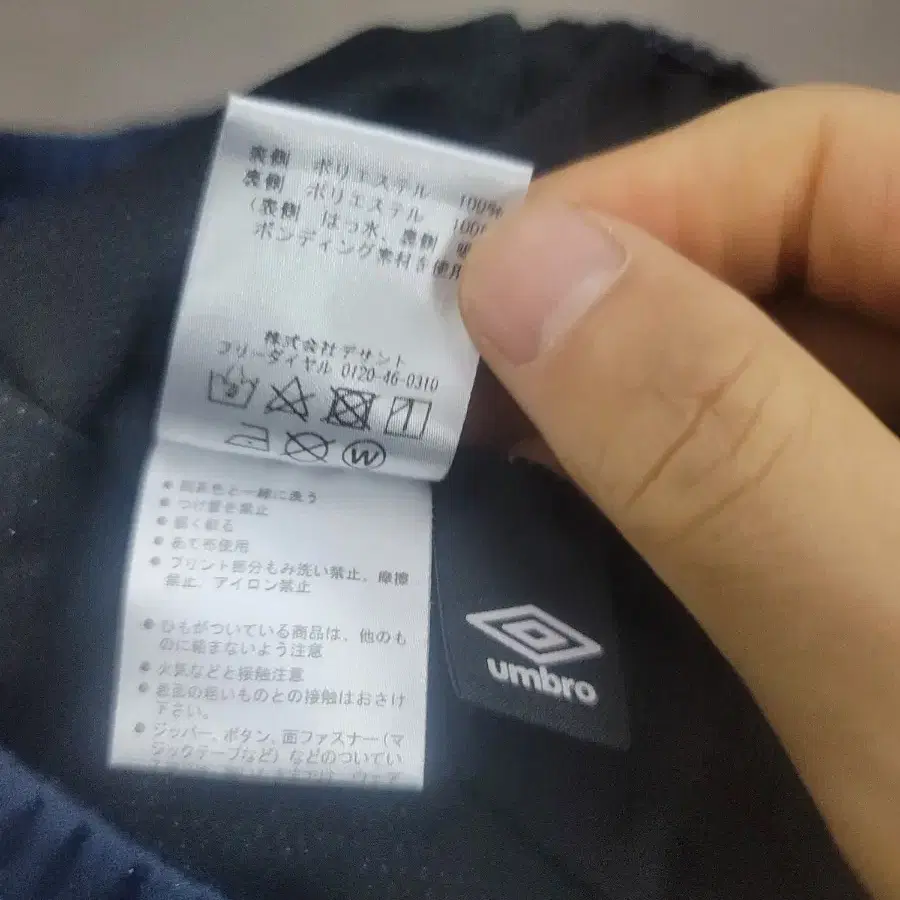 表側 ポリエステル 100%
裏側 ポリエステル 100%
(表側 はっ水、裏側
ボンディング素材を使用
株式会社デサント
フリーダイヤル 0120-46-0310
W
● 同系色と一緒に洗う
● つけ置き禁止
● 軽く絞る
● あて布使用
● プリント部分もみ洗い禁止、摩擦
禁止、アイロン禁止
● ひもがついている商品は、他のも
のに絡まないよう注意
● 火気などと接触注意
● 表面の粗いものとの接触はおさけ
下さい。
● ジッパー、ボタン、面ファスナー(マ
ジックテープなど)などのついてい
umbro